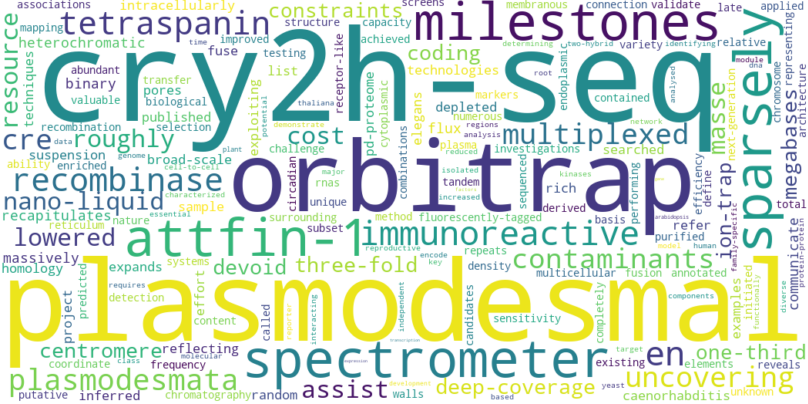 associations intracellularly constraints milestones screens membranous connection validate late applied
mapping tetraspanin structure capacity improved determining two-hybrid identifying relative
resource techniques heterochromatic fuse variety achieved representing
cry2h-seq
time testing receptor-like coding technologies elegans endoplasmic dna module
abundant binary pores transfer list exploiting potential markers depleted contained root analysed chromosome architecture
valuable biological pd-proteome cytoplasmic numerous sparsely
recombination published selection thaliana demonstrate regions analysis plasma network next-generation megabases
cre roughly data genome plant cost flux multiplexed masse
ability suspension broad-scale cell-to-cell challenge reduced investigations searched kinases
enriched circadian major rnas combinations isolated increased tandem sequenced performing efficiency define
recombinase orbitrap rich ion-trap
nano-liquid characterized sample unique derived basis arabidopsis refer total
recapitulates essential nature surrounding subset method fluorescently-tagged purified
lowered reticulum attfin-1 immunoreactive family-specific model human communicate protein-protein
massively systems reproductive encode key repeats fusion annotated
homology expands devoid three-fold density multicellular contaminants
project predicted requires detection effort content called reporter interacting independent candidates sensitivity completely components examples initiated functionally diverse
plasmodesmal
centromere reflecting transcription target elements unknown
coordinate class molecular frequency spectrometer expression existing en one-third reveals
plasmodesmata chromatography random assist walls development deep-coverage based yeast uncovering
putative inferred caenorhabditis